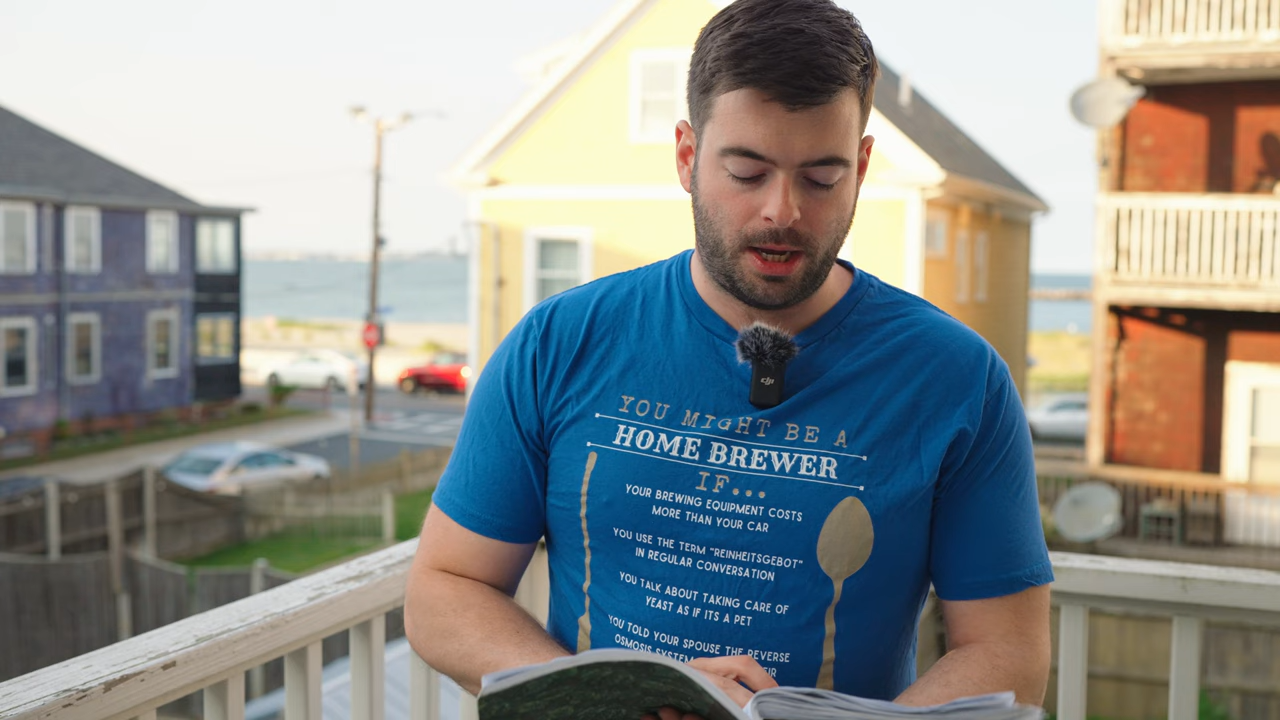 dji
YOU MIGHT BE A
HOME BREWER
IF...
YOUR BREWING EQUIPMENT COSTS
MORE THAN YOUR CAR
YOU USE THE TERM "REINHEITSGEBOT"
IN REGULAR CONVERSATION
YOU TALK ABOUT TAKING CARE OF
YEAST AS IF ITS A PET
YOU TOLD YOUR SPOUSE THE REVERSE
OSMOSIS SYSTEM